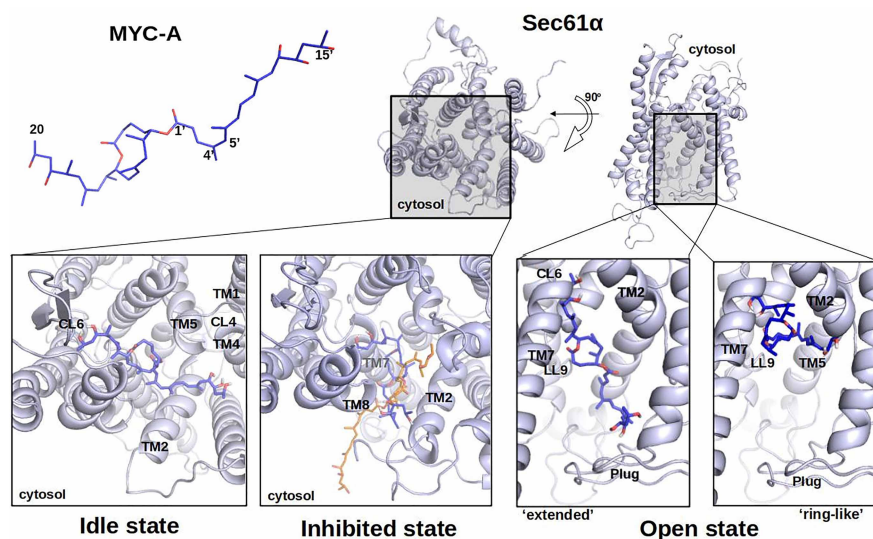 MYC-A
Sec61α
15'
cytosol
90º
20
1'
4'
5'
cytosol
CL6
TM1
TM5
CL4
TM4
TM2
cytosol
TM7
TM8
TM2
cytosol
CL6
TM2
TM7
LL9
Plug
TM2
TM7
LL9
TM5
Plug
'extended'
'ring-like'
Idle state
Inhibited state
Open state